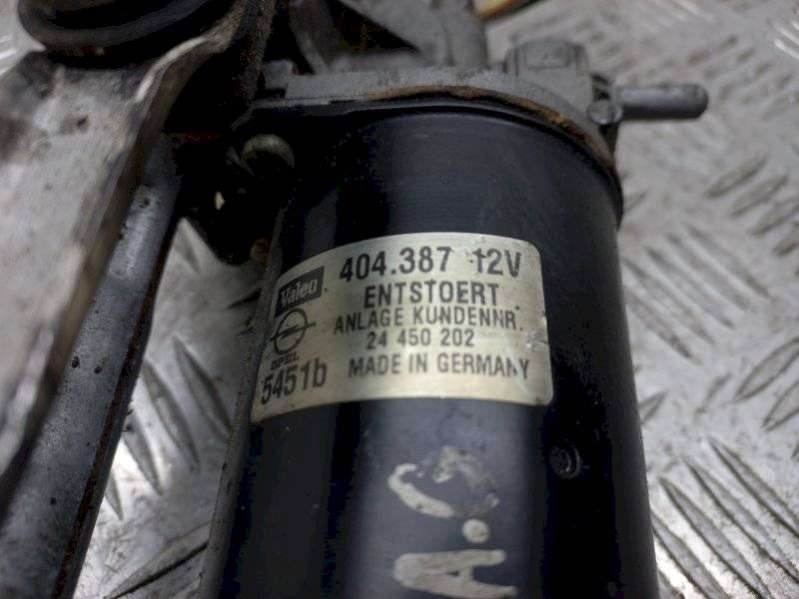 Valeo 404.387 12V
ENTSTOERT
ANLAGE KUNDENNR.
24 450 202
OPEL
5451b MADE IN GERMANY
A.C